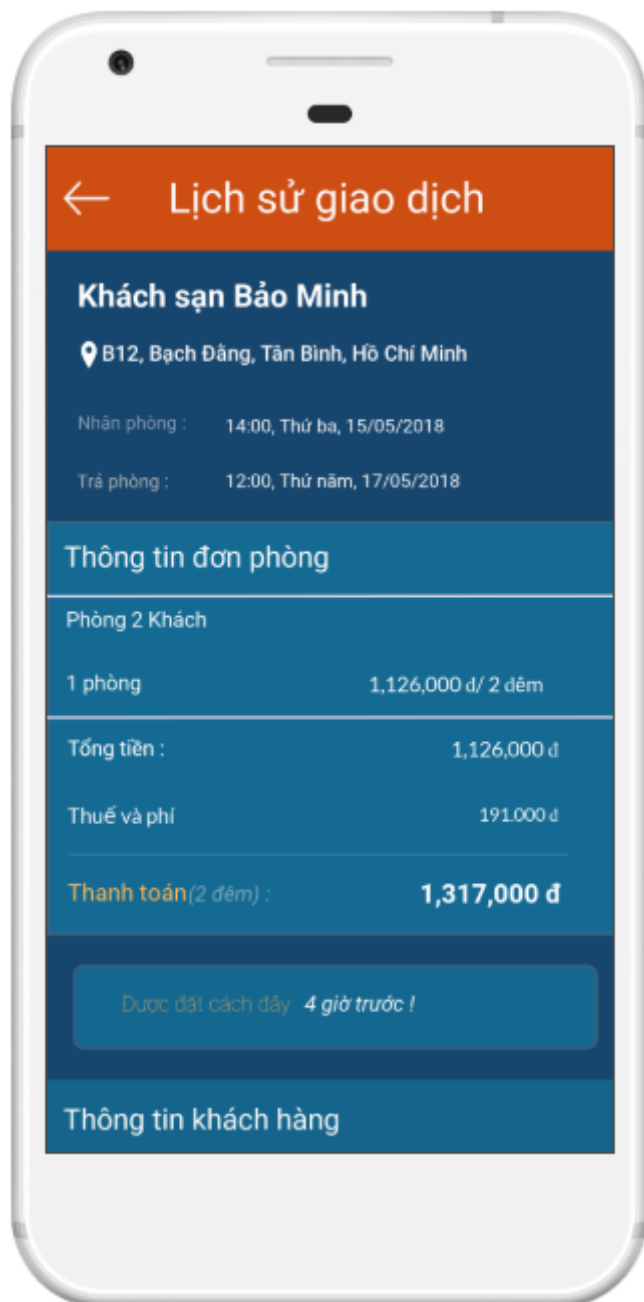 Lịch sử giao dịch
Khách sạn Bảo Minh
B12, Bạch Đằng, Tân Bình, Hồ Chí Minh
Nhận phòng : 14:00, Thứ ba, 15/05/2018
Trả phòng : 12:00, Thứ năm, 17/05/2018
Thông tin đơn phòng
Phòng 2 Khách
1 phòng 1,126,000 đ/ 2 đêm
Tổng tiền : 1,126,000 đ
Thuế và phí 191.000 đ
Thanh toán (2 đêm) : 1,317,000 đ
Được đặt cách đây 4 giờ trước !
Thông tin khách hàng